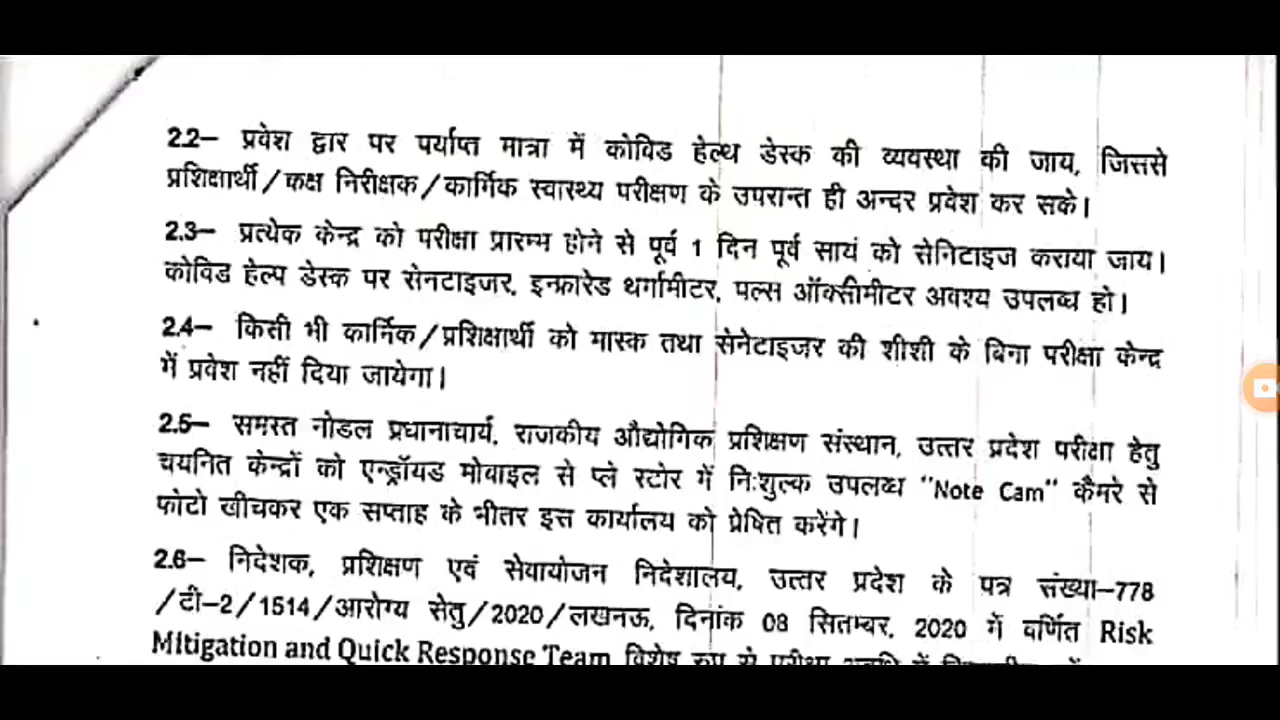 2.2– प्रवेश द्वार पर पर्याप्त मात्रा में कोविड हेल्थ डेस्क की व्यवस्था की जाय, जिससे
प्रशिक्षार्थी/कक्ष निरीक्षक/कार्मिक स्वास्थ्य परीक्षण के उपरान्त ही अन्दर प्रवेश कर सके।
2.3– प्रत्येक केन्द्र को परीक्षा प्रारम्भ होने से पूर्व 1 दिन पूर्व सायं को सेनिटाइज कराया जाय।
कोविड हेल्प डेस्क पर सेनटाइजर, इन्फ्रारेड थर्मामीटर, पल्स ऑक्सीमीटर अवश्य उपलब्ध हो।
2.4– किसी भी कार्मिक/प्रशिक्षार्थी को मास्क तथा सेनेटाइजर की शीशी के बिना परीक्षा केन्द्र
में प्रवेश नहीं दिया जायेगा।
2.5– समस्त नोडल प्रधानाचार्य, राजकीय औद्योगिक प्रशिक्षण संस्थान, उत्तर प्रदेश परीक्षा हेतु
चयनित केन्द्रों को एन्ड्रॉयड मोबाइल से प्ले स्टोर में निःशुल्क उपलब्ध "Note Cam" कैमरे से
फोटो खीचकर एक सप्ताह के भीतर इस कार्यालय को प्रेषित करेंगे।
2.6– निदेशक, प्रशिक्षण एवं सेवायोजन निदेशालय, उत्तर प्रदेश के पत्र संख्या–778
/टी–2/1514/आरोग्य सेतु/2020/लखनऊ, दिनांक 08 सितम्बर, 2020 में वर्णित Risk
Mitigation and Quick Response Team विशेष रूप से परीक्षा अवधि में